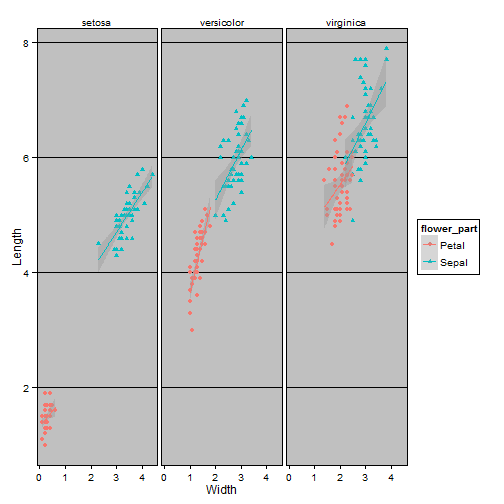 setosa versicolor virginica
8
6
4
2
Length
0 1 2 3 4 0 1 2 3 4 0 1 2 3 4
Width
flower_part
Petal
Sepal